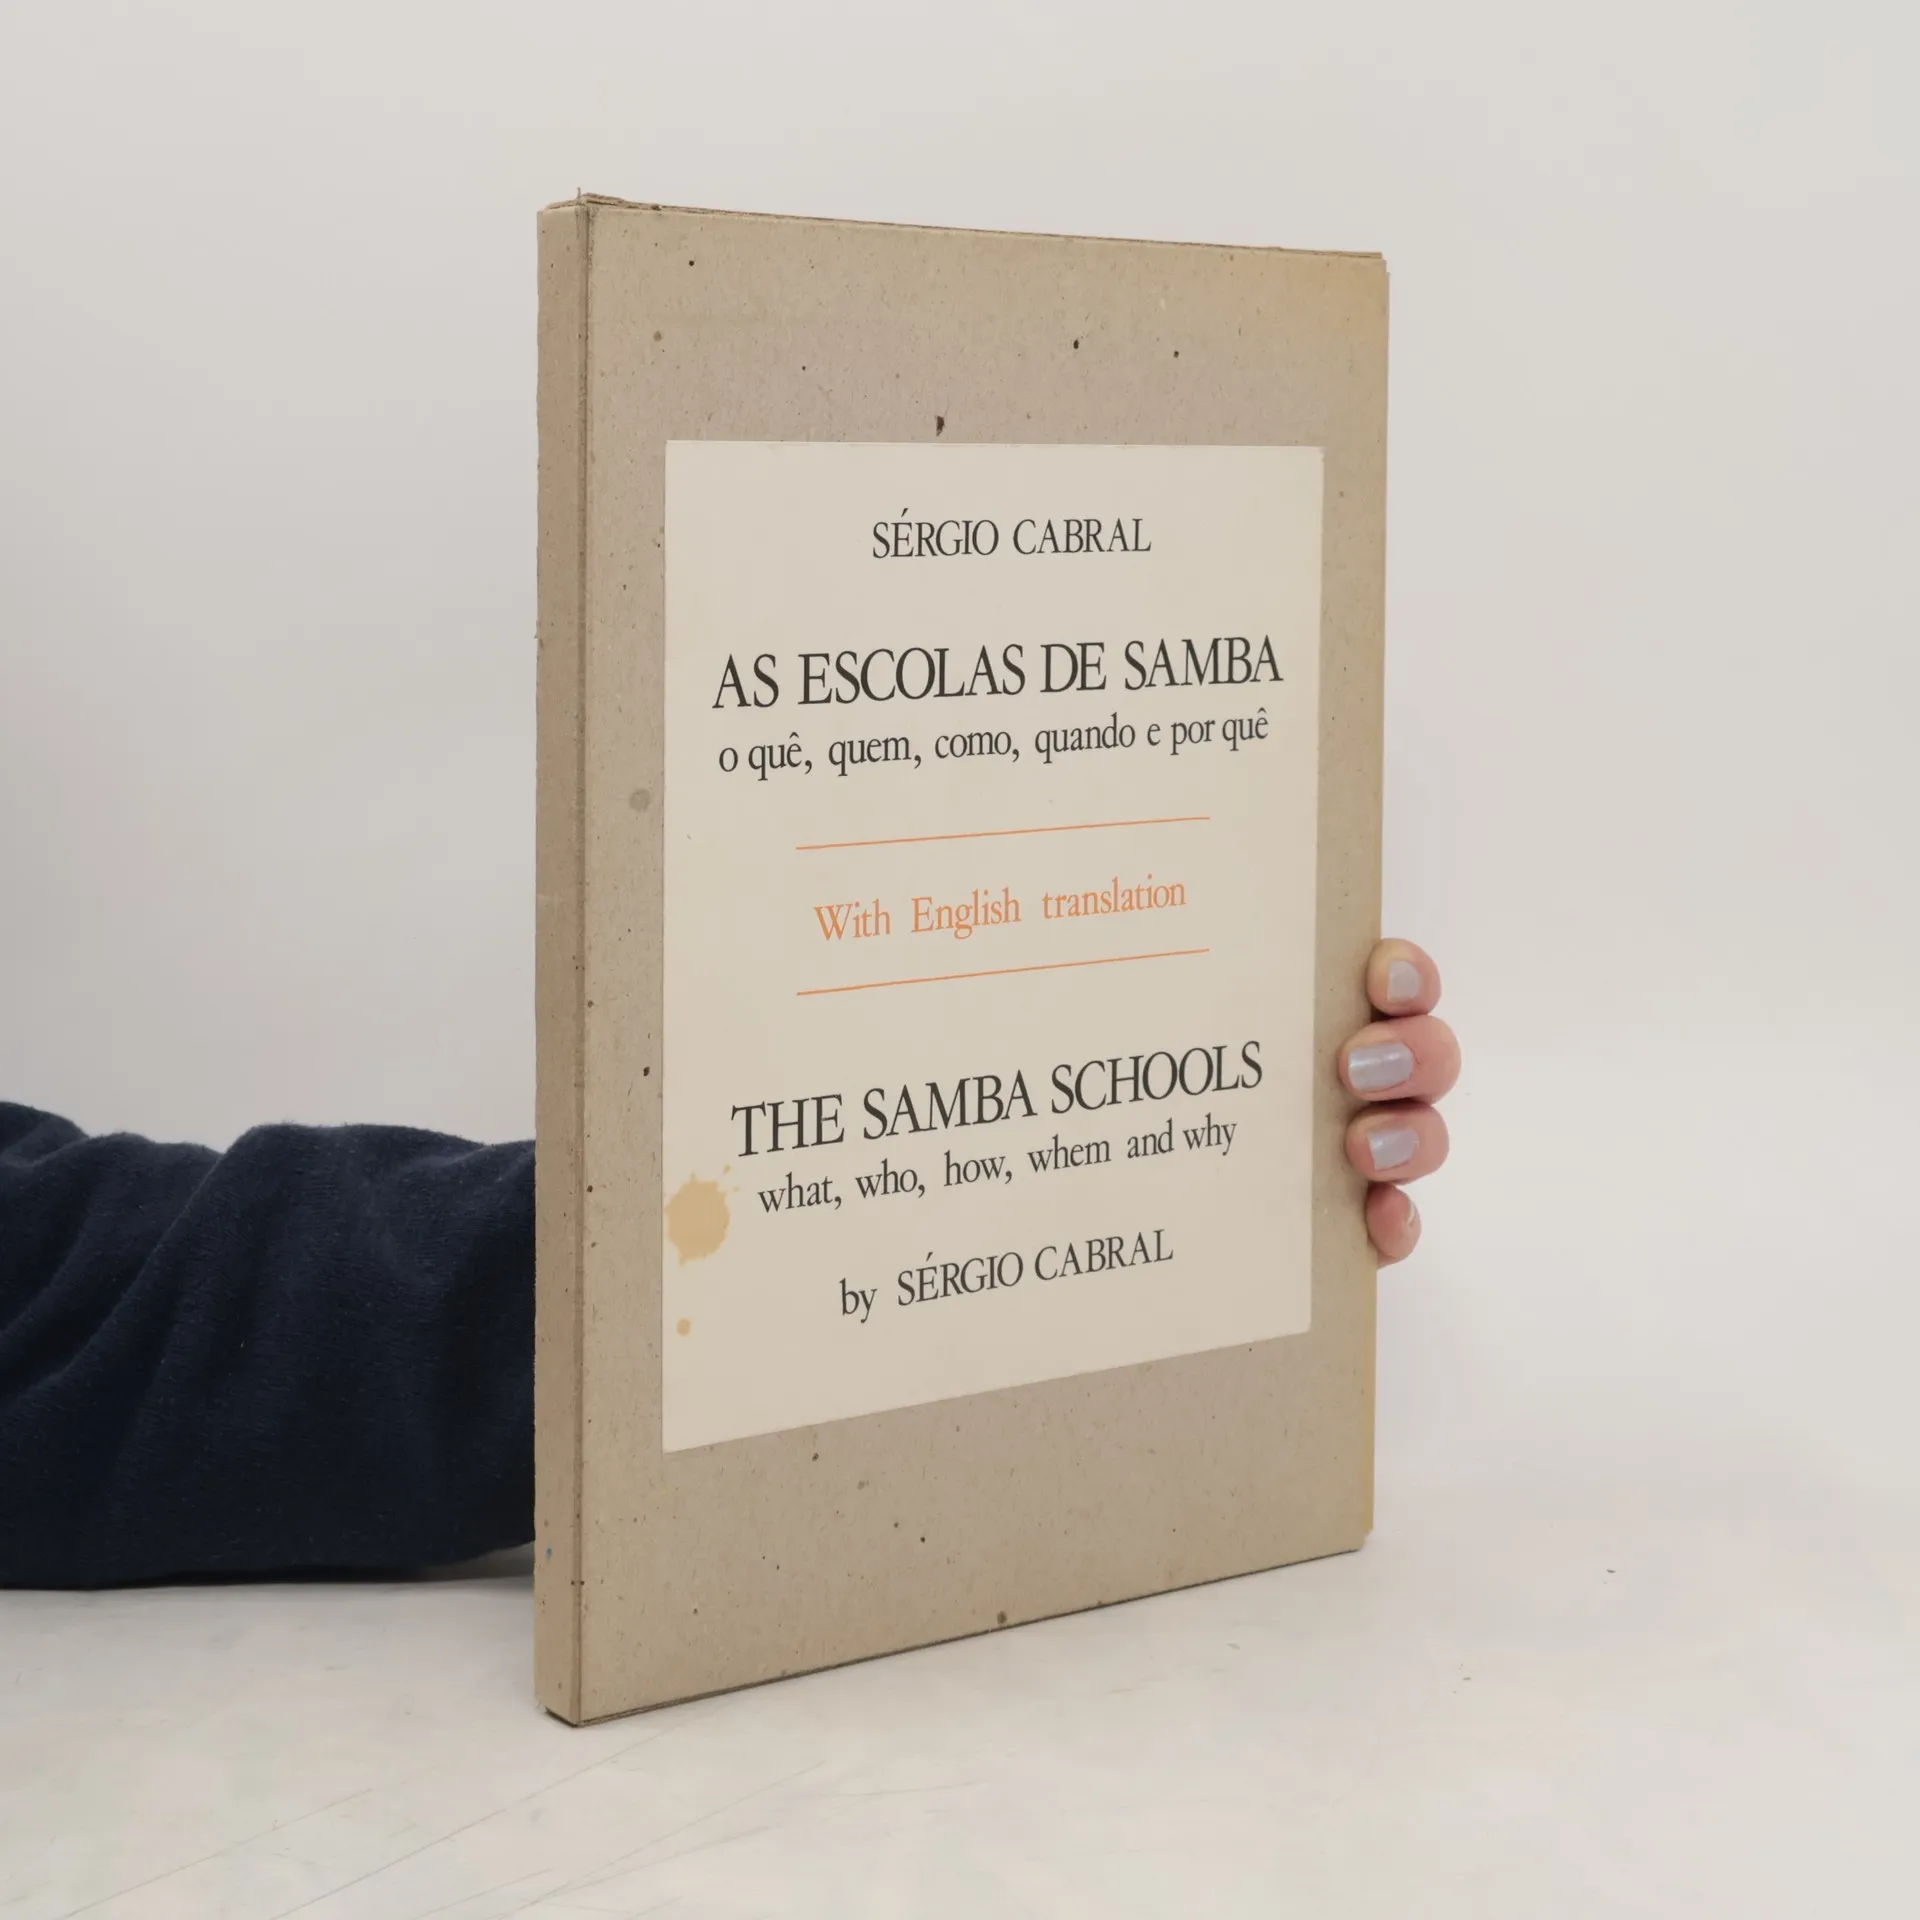 SÉRGIO CABRAL
AS ESCOLAS DE SAMBA
o quê, quem, como, quando e por quê
With English translation
THE SAMBA SCHOOLS
what, who, how, whem and why
by SÉRGIO CABRAL